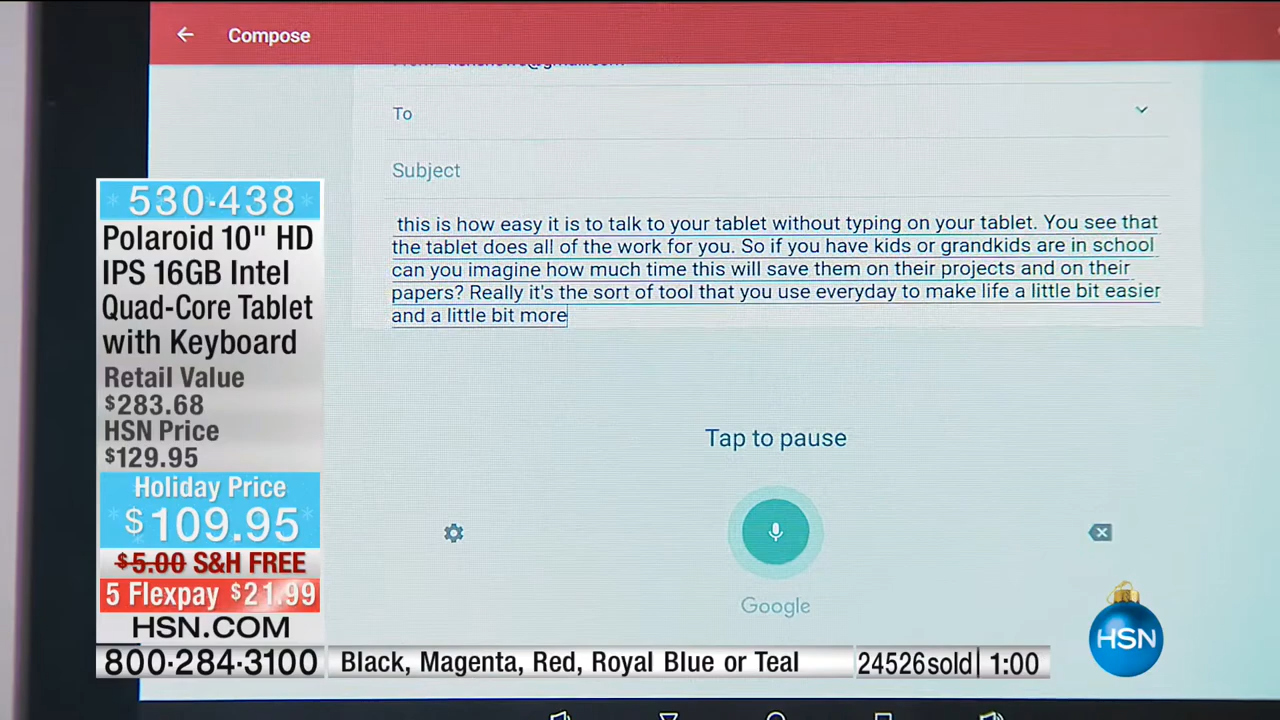 Compose
To
Subject
this is how easy it is to talk to your tablet without typing on your tablet. You see that
the tablet does all of the work for you. So if you have kids or grandkids are in school
can you imagine how much time this will save them on their projects and on their
papers? Really it's the sort of tool that you use everyday to make life a little bit easier
and a little bit more
Tap to pause
Google
530-438
Polaroid 10" HD
IPS 16GB Intel
Quad-Core Tablet
with Keyboard
Retail Value
$283.68
HSN Price
$129.95
Holiday Price
$109.95
$5.00 S&H FREE
5 Flexpay $21.99
HSN.COM
800-284-3100
Black, Magenta, Red, Royal Blue or Teal
24526sold 1:00
HSN